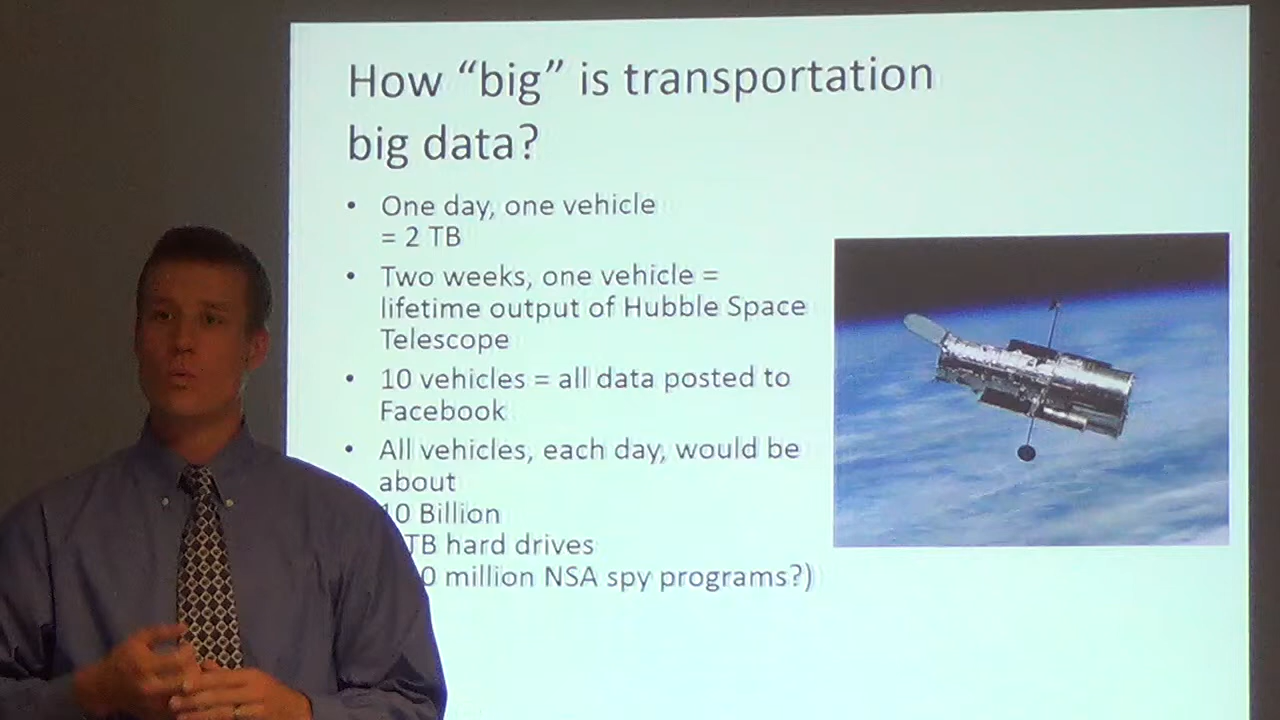 How “big” is transportation
big data?
• One day, one vehicle
= 2 TB
• Two weeks, one vehicle =
lifetime output of Hubble Space
Telescope
• 10 vehicles = all data posted to
Facebook
• All vehicles, each day, would be
about
10 Billion
TB hard drives
0 million NSA spy programs?)